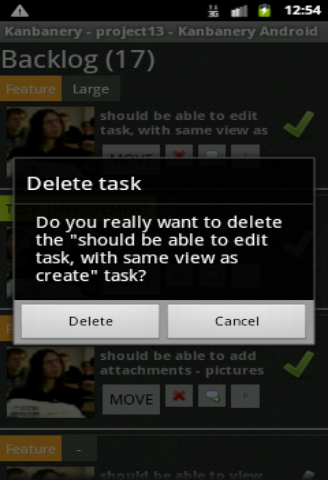 12:54
Kanbanery - project13 - Kanbanery Android
Backlog (17)
Feature Large
should be able to edit
task, with same view as
MOVE
Delete task
Do you really want to delete
the "should be able to edit
task, with same view as
create" task?
Delete Cancel
should be able to add
attachments - pictures
MOVE
Feature -
should be able to view